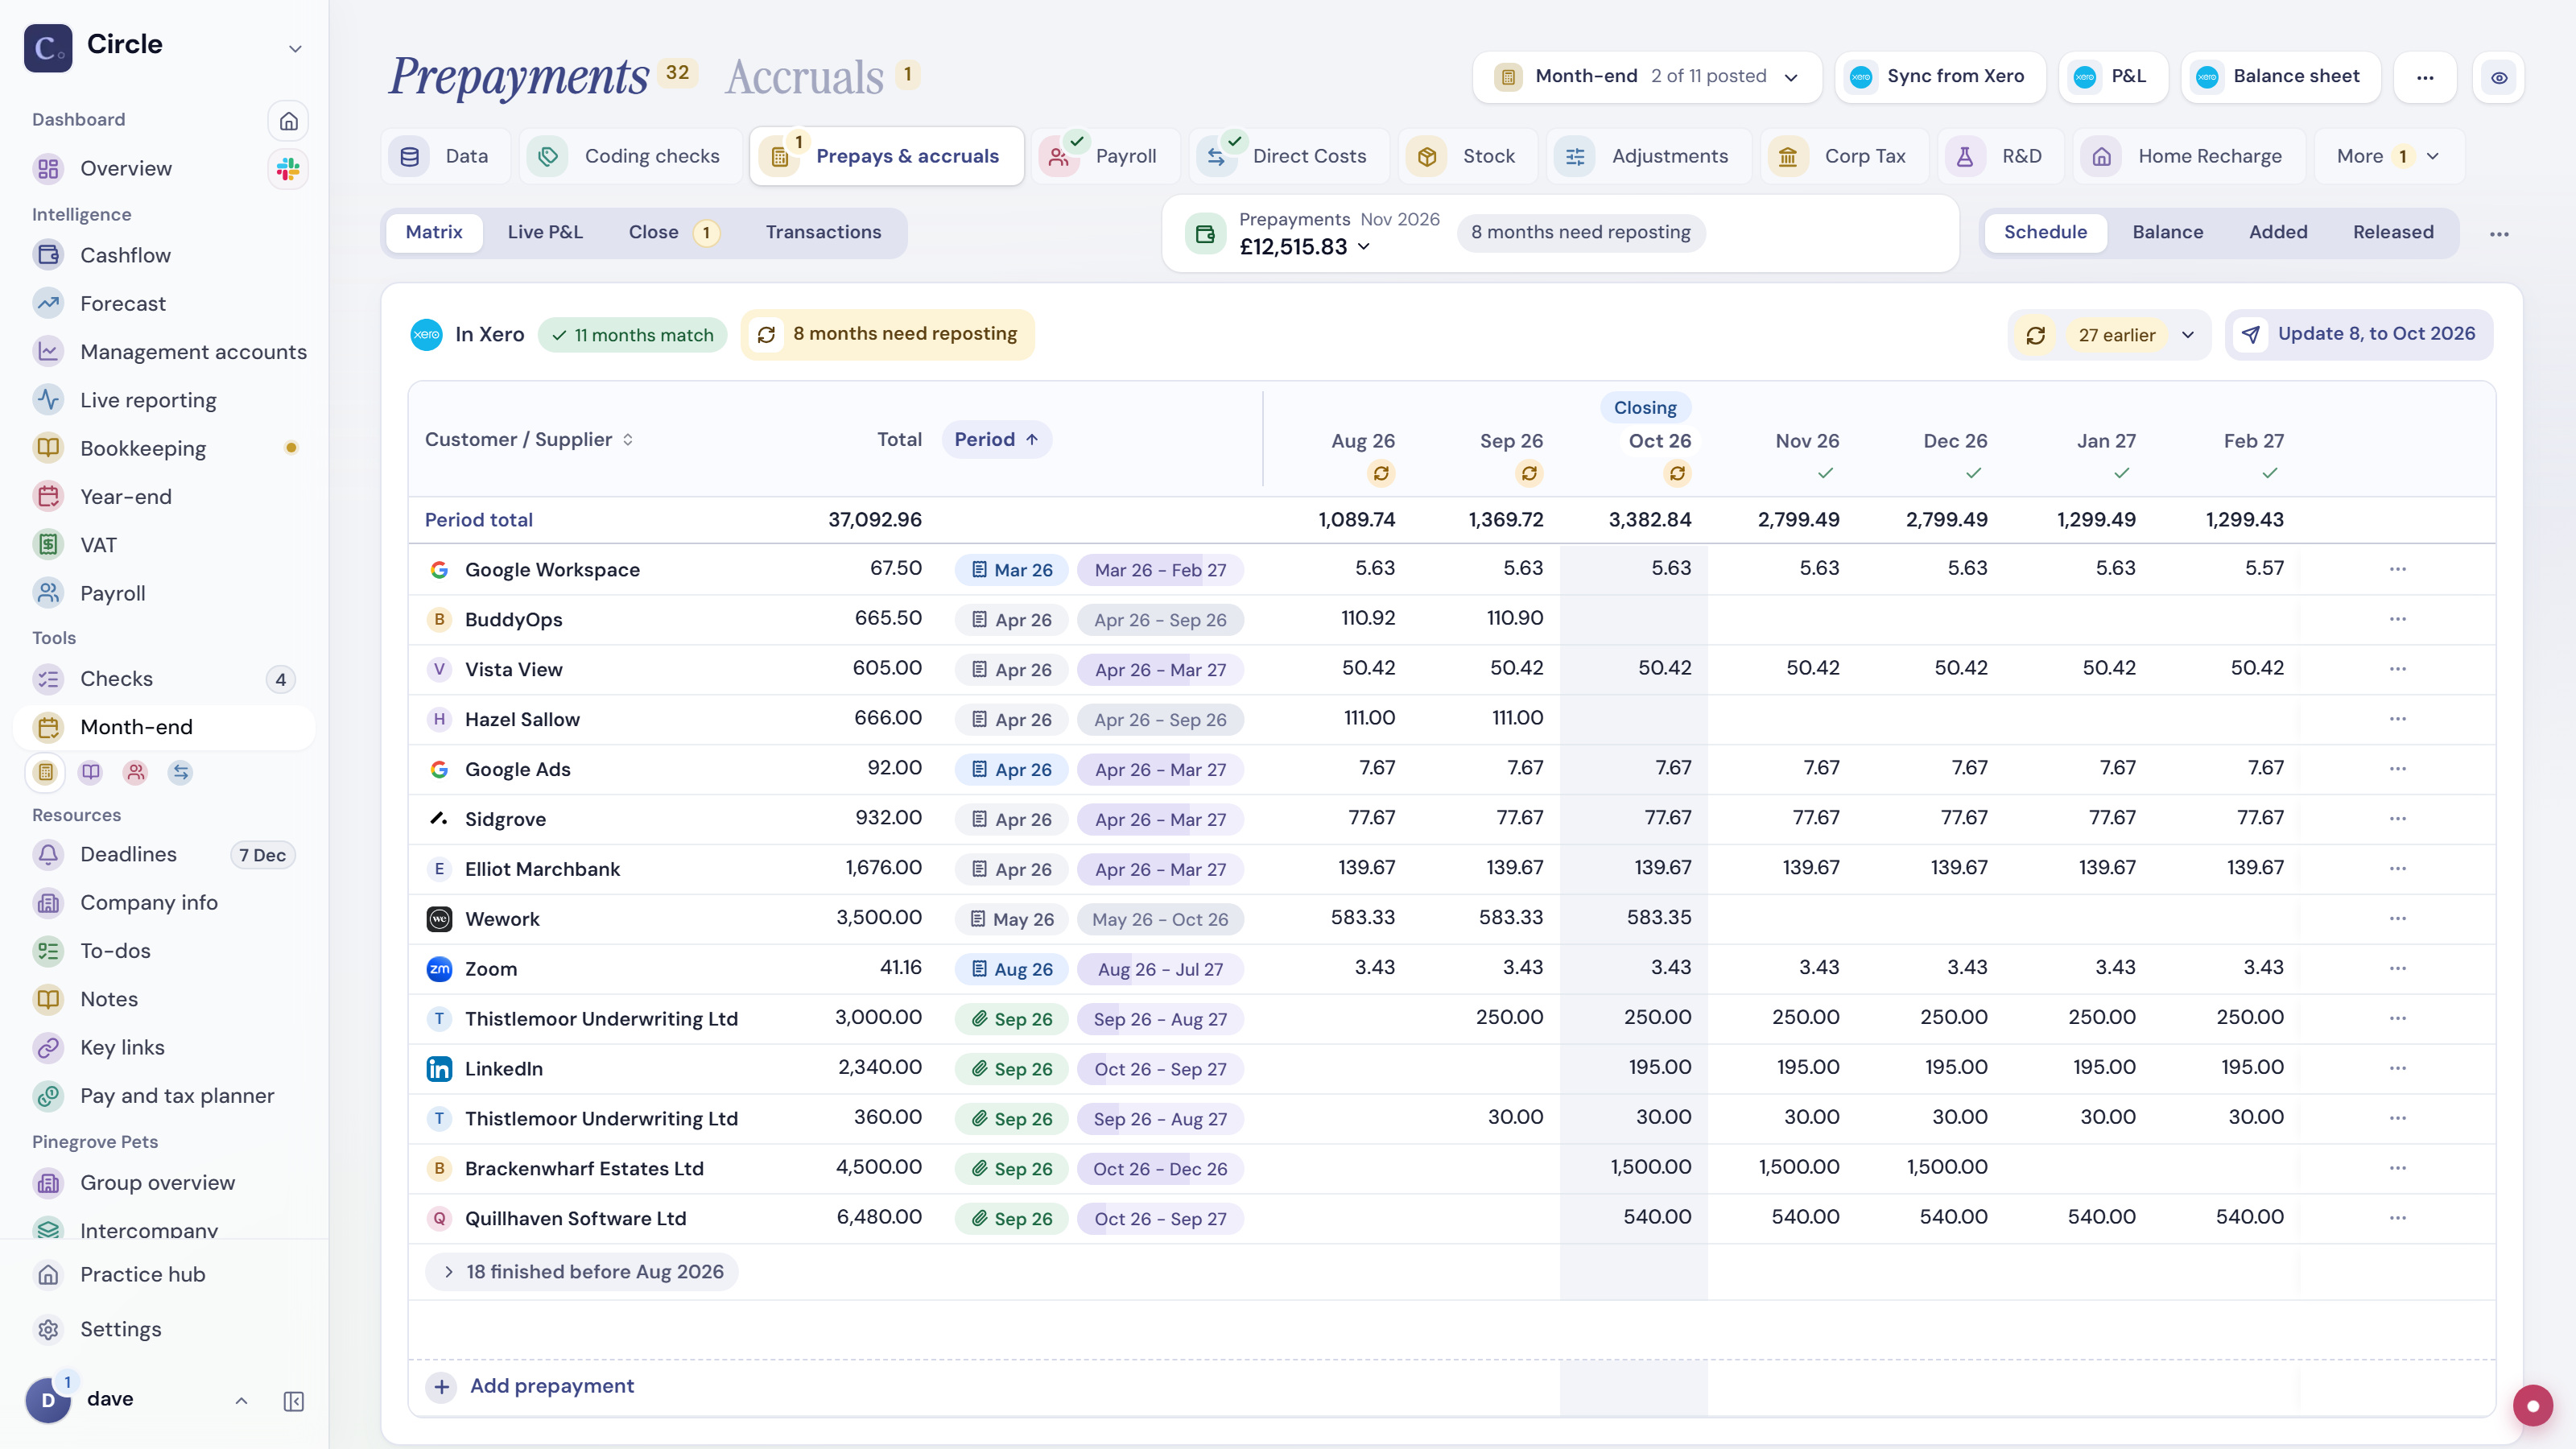 C
Circle
Dashboard
Overview
Intelligence
Cashflow
Forecast
Management accounts
Live reporting
Bookkeeping
Year-end
VAT
Payroll
Tools
Checks 4
Month-end
Resources
Deadlines 7 Dec
Company info
To-dos
Notes
Key links
Pay and tax planner
Pinegrove Pets
Group overview
Intercompany
Practice hub
Settings
D 1 dave
Prepayments 32 Accruals 1
Month-end 2 of 11 posted
xero Sync from Xero
xero P&L
xero Balance sheet
Data
Coding checks
1 Prepays & accruals
Payroll
Direct Costs
Stock
Adjustments
Corp Tax
R&D
Home Recharge
More 1
Matrix Live P&L Close 1 Transactions
Prepayments Nov 2026
£12,515.83
8 months need reposting
Schedule Balance Added Released
xero In Xero 11 months match 8 months need reposting
27 earlier Update 8, to Oct 2026
Closing
Customer / Supplier Total Period Aug 26 Sep 26 Oct 26 Nov 26 Dec 26 Jan 27 Feb 27
Period total 37,092.96 1,089.74 1,369.72 3,382.84 2,799.49 2,799.49 1,299.49 1,299.43
Google Workspace 67.50 Mar 26 Mar 26 - Feb 27 5.63 5.63 5.63 5.63 5.63 5.63 5.57
B BuddyOps 665.50 Apr 26 Apr 26 - Sep 26 110.92 110.90
V Vista View 605.00 Apr 26 Apr 26 - Mar 27 50.42 50.42 50.42 50.42 50.42 50.42 50.42
H Hazel Sallow 666.00 Apr 26 Apr 26 - Sep 26 111.00 111.00
Google Ads 92.00 Apr 26 Apr 26 - Mar 27 7.67 7.67 7.67 7.67 7.67 7.67 7.67
Sidgrove 932.00 Apr 26 Apr 26 - Mar 27 77.67 77.67 77.67 77.67 77.67 77.67 77.67
E Elliot Marchbank 1,676.00 Apr 26 Apr 26 - Mar 27 139.67 139.67 139.67 139.67 139.67 139.67 139.67
we Wework 3,500.00 May 26 May 26 - Oct 26 583.33 583.33 583.35
zm Zoom 41.16 Aug 26 Aug 26 - Jul 27 3.43 3.43 3.43 3.43 3.43 3.43 3.43
T Thistlemoor Underwriting Ltd 3,000.00 Sep 26 Sep 26 - Aug 27 250.00 250.00 250.00 250.00 250.00 250.00
in LinkedIn 2,340.00 Sep 26 Oct 26 - Sep 27 195.00 195.00 195.00 195.00 195.00
T Thistlemoor Underwriting Ltd 360.00 Sep 26 Sep 26 - Aug 27 30.00 30.00 30.00 30.00 30.00 30.00
B Brackenwharf Estates Ltd 4,500.00 Sep 26 Oct 26 - Dec 26 1,500.00 1,500.00 1,500.00
Q Quillhaven Software Ltd 6,480.00 Sep 26 Oct 26 - Sep 27 540.00 540.00 540.00 540.00 540.00
18 finished before Aug 2026
Add prepayment